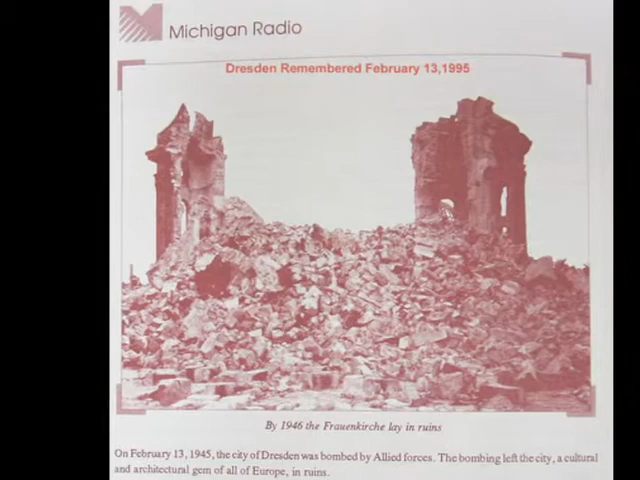 Michigan Radio
Dresden Remembered February 13,1995
By 1946 the Frauenkirche lay in ruins
On February 13, 1945, the city of Dresden was bombed by Allied forces. The bombing left the city, a cultural
and architectural gem of all of Europe, in ruins.